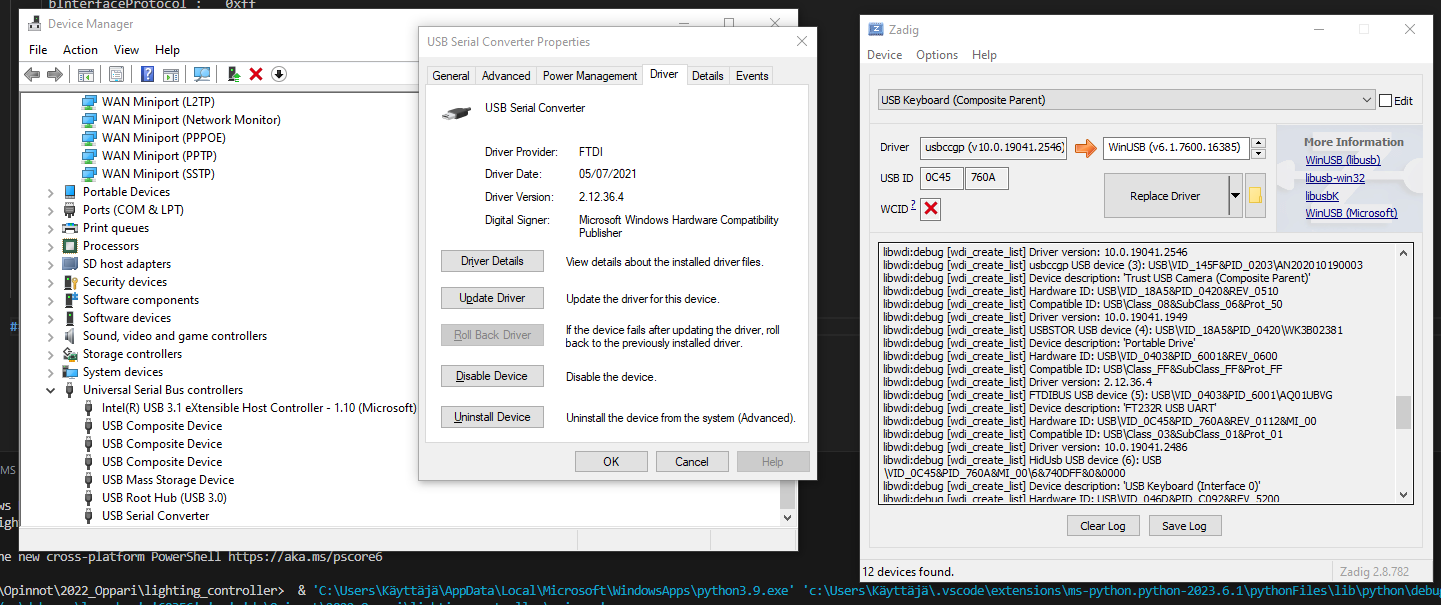 bInterfaceProtocol : 0xff
Device Manager
File Action View Help
WAN Miniport (L2TP)
WAN Miniport (Network Monitor)
WAN Miniport (PPPOE)
WAN Miniport (PPTP)
WAN Miniport (SSTP)
Portable Devices
Ports (COM & LPT)
Print queues
Processors
SD host adapters
Security devices
Software components
Software devices
Sound, video and game controllers
Storage controllers
System devices
Universal Serial Bus controllers
Intel(R) USB 3.1 eXtensible Host Controller - 1.10 (Microsoft)
USB Composite Device
USB Composite Device
USB Composite Device
USB Mass Storage Device
USB Root Hub (USB 3.0)
USB Serial Converter
USB Serial Converter Properties
General Advanced Power Management Driver Details Events
USB Serial Converter
Driver Provider: FTDI
Driver Date: 05/07/2021
Driver Version: 2.12.36.4
Digital Signer: Microsoft Windows Hardware Compatibility
Publisher
Driver Details View details about the installed driver files.
Update Driver Update the driver for this device.
Roll Back Driver If the device fails after updating the driver, roll
back to the previously installed driver.
Disable Device Disable the device.
Uninstall Device Uninstall the device from the system (Advanced).
OK Cancel Help
Zadig
Device Options Help
USB Keyboard (Composite Parent) Edit
Driver usbccgp (v10.0.19041.2546) WinUSB (v6.1.7600.16385)
USB ID 0C45 760A
WCID ?
Replace Driver
More Information
WinUSB (libusb)
libusb-win32
libusbK
WinUSB (Microsoft)
libwdi:debug [wdi_create_list] Driver version: 10.0.19041.2546
libwdi:debug [wdi_create_list] usbccgp USB device (3): USB\VID_145F&PID_0203\AN202010190003
libwdi:debug [wdi_create_list] Device description: 'Trust USB Camera (Composite Parent)'
libwdi:debug [wdi_create_list] Hardware ID: USB\VID_18A5&PID_0420&REV_0510
libwdi:debug [wdi_create_list] Compatible ID: USB\Class_08&SubClass_06&Prot_50
libwdi:debug [wdi_create_list] Driver version: 10.0.19041.1949
libwdi:debug [wdi_create_list] USBSTOR USB device (4): USB\VID_18A5&PID_0420\WK3B02381
libwdi:debug [wdi_create_list] Device description: 'Portable Drive'
libwdi:debug [wdi_create_list] Hardware ID: USB\VID_0403&PID_6001&REV_0600
libwdi:debug [wdi_create_list] Compatible ID: USB\Class_FF&SubClass_FF&Prot_FF
libwdi:debug [wdi_create_list] Driver version: 2.12.36.4
libwdi:debug [wdi_create_list] FTDIBUS USB device (5): USB\VID_0403&PID_6001\AQ01UBVG
libwdi:debug [wdi_create_list] Device description: 'FT232R USB UART'
libwdi:debug [wdi_create_list] Hardware ID: USB\VID_0C45&PID_760A&REV_0112&MI_00
libwdi:debug [wdi_create_list] Compatible ID: USB\Class_03&SubClass_01&Prot_01
libwdi:debug [wdi_create_list] Driver version: 10.0.19041.2486
libwdi:debug [wdi_create_list] HidUsb USB device (6): USB
\VID_0C45&PID_760A&MI_00\6&740DFF&0&0000
libwdi:debug [wdi_create_list] Device description: 'USB Keyboard (Interface 0)'
libwdi:debug [wdi_create_list] Hardware ID: USB\VID_046D&PID_C092&REV_5200
Clear Log Save Log
12 devices found. Zadig 2.8.782
#
MS
ws
igh
he new cross-platform PowerShell https://aka.ms/pscore6
\Opinnot\2022_Oppari\lighting_controller> & 'C:\Users\Käyttäjä\AppData\Local\Microsoft\WindowsApps\python3.9.exe' 'c:\Users\Käyttäjä\.vscode\extensions\ms-python.python-2023.6.1\pythonFiles\lib\python\debug